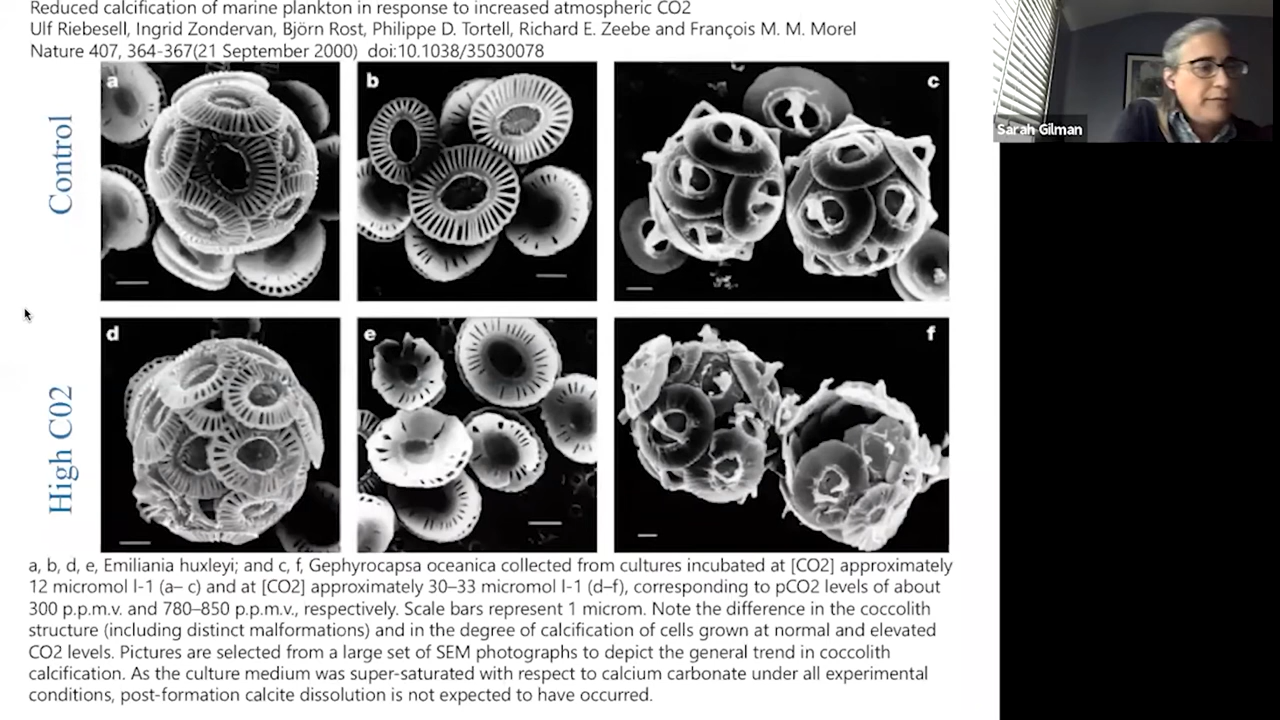 Reduced calcification of marine plankton in response to increased atmospheric CO2
Ulf Riebesell, Ingrid Zondervan, Björn Rost, Philippe D. Tortell, Richard E. Zeebe and François M. M. Morel
Nature 407, 364-367(21 September 2000) doi:10.1038/35030078
Sarah Gilman
Control
a
b
c
High C02
d
e
f
a, b, d, e, Emiliania huxleyi; and c, f, Gephyrocapsa oceanica collected from cultures incubated at [CO2] approximately
12 micromol l-1 (a– c) and at [CO2] approximately 30–33 micromol l-1 (d–f), corresponding to pCO2 levels of about
300 p.p.m.v. and 780–850 p.p.m.v., respectively. Scale bars represent 1 microm. Note the difference in the coccolith
structure (including distinct malformations) and in the degree of calcification of cells grown at normal and elevated
CO2 levels. Pictures are selected from a large set of SEM photographs to depict the general trend in coccolith
calcification. As the culture medium was super-saturated with respect to calcium carbonate under all experimental
conditions, post-formation calcite dissolution is not expected to have occurred.